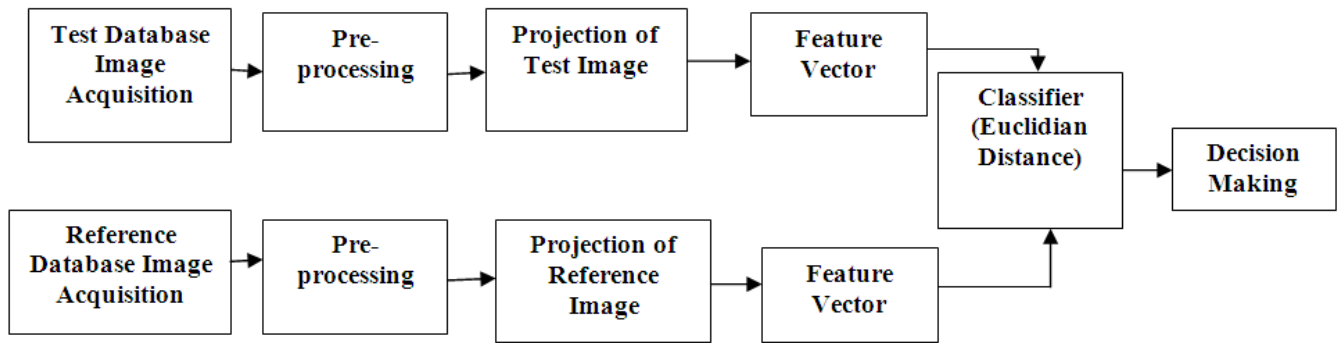 Test Database
Image
Acquisition
Pre-
processing
Projection of
Test Image
Feature
Vector
Classifier
(Euclidian
Distance)
Decision
Making
Reference
Database Image
Acquisition
Pre-
processing
Projection of
Reference
Image
Feature
Vector